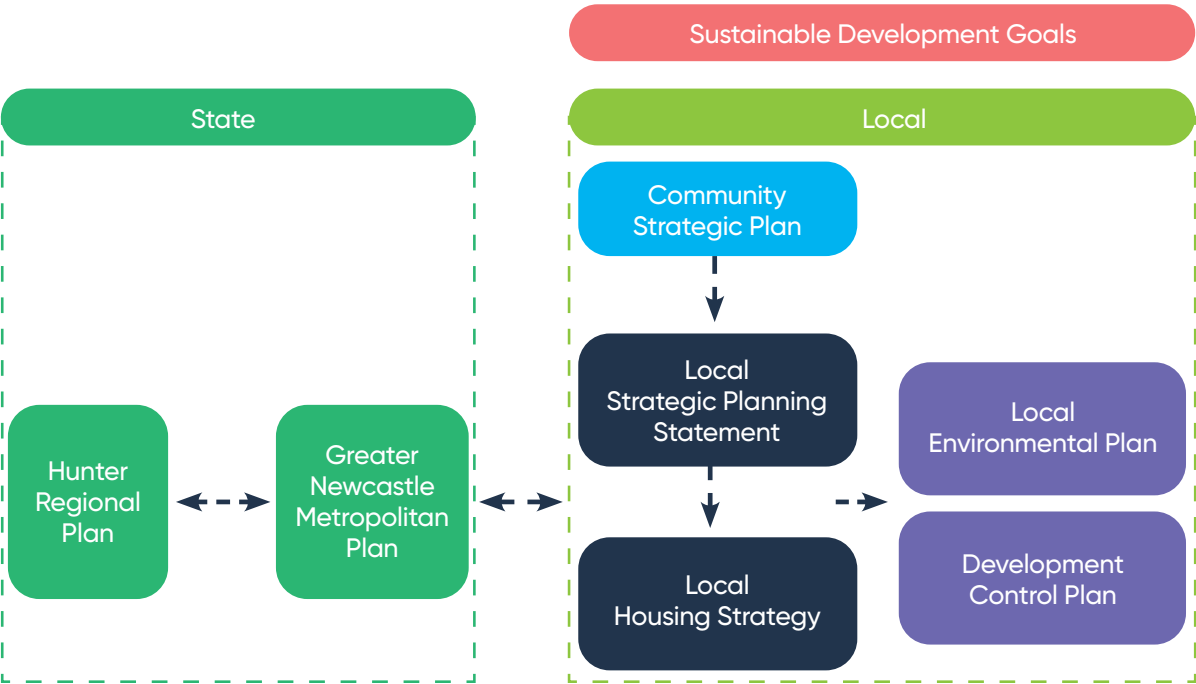 Sustainable Development Goals
State
Local
Community
Strategic Plan
Local
Strategic Planning
Statement
Local
Environmental Plan
Hunter
Regional
Plan
Greater
Newcastle
Metropolitan
Plan
Local
Housing Strategy
Development
Control Plan